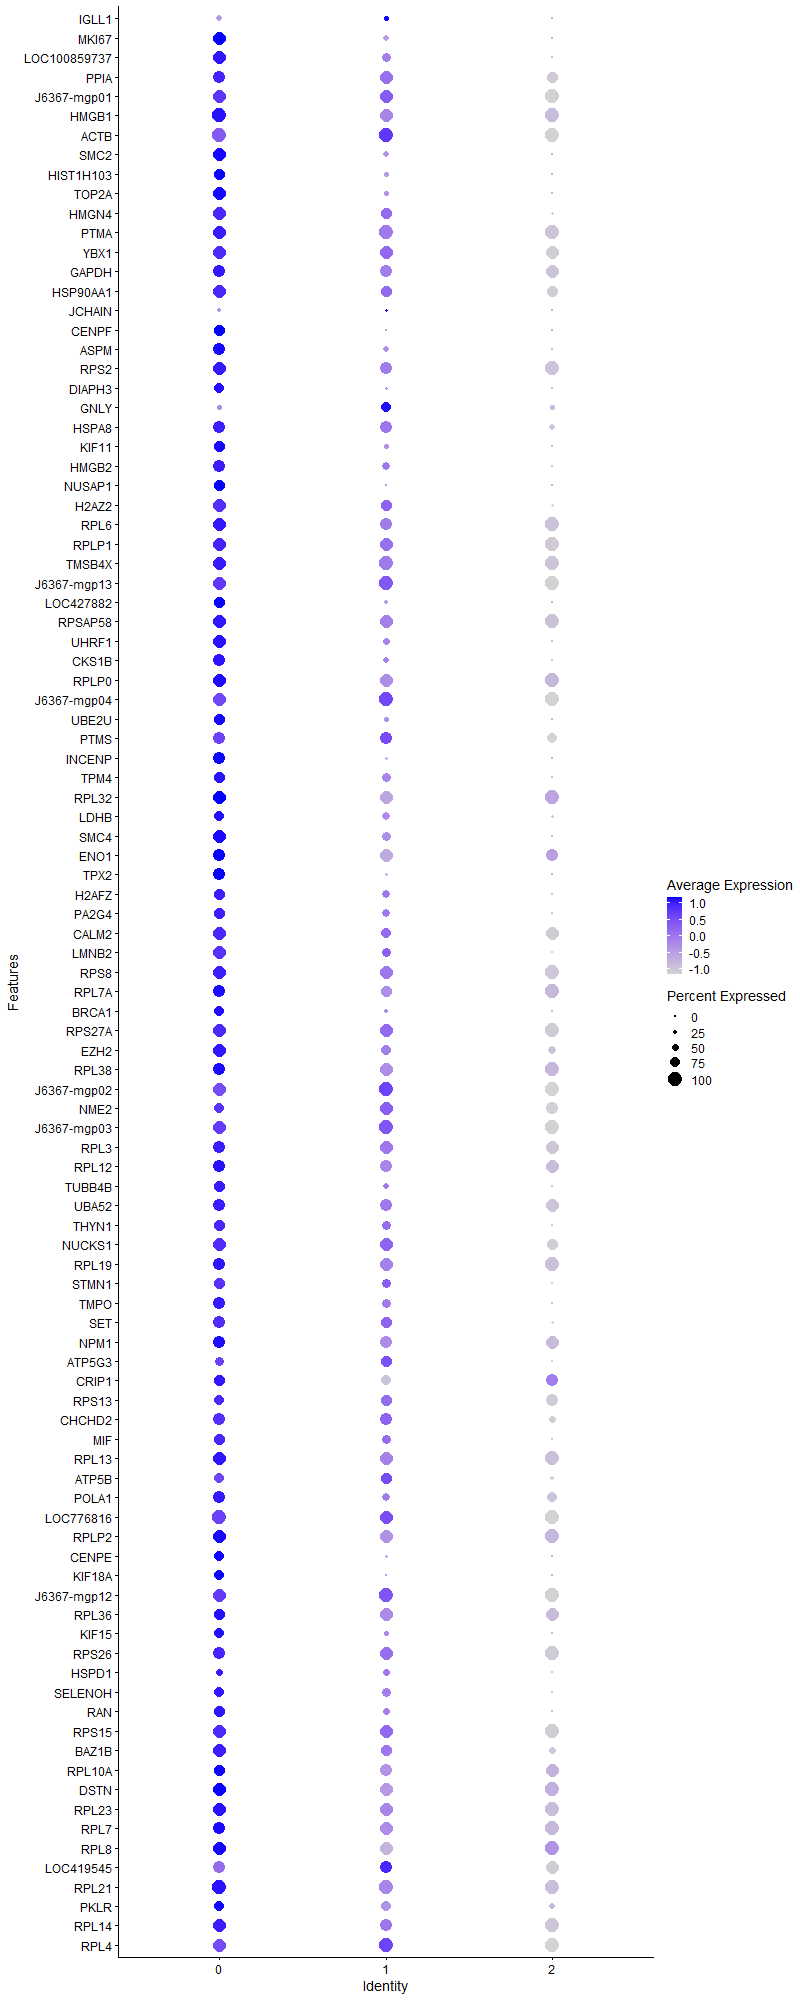 IGLL1
MKI67
LOC100859737
PPIA
J6367-mgp01
HMGB1
ACTB
SMC2
HIST1H103
TOP2A
HMGN4
PTMA
YBX1
GAPDH
HSP90AA1
JCHAIN
CENPF
ASPM
RPS2
DIAPH3
GNLY
HSPA8
KIF11
HMGB2
NUSAP1
H2AZ2
RPL6
RPLP1
TMSB4X
J6367-mgp13
LOC427882
RPSAP58
UHRF1
CKS1B
RPLP0
J6367-mgp04
UBE2U
PTMS
INCENP
TPM4
RPL32
LDHB
SMC4
ENO1
TPX2
H2AFZ
PA2G4
CALM2
LMNB2
RPS8
RPL7A
BRCA1
RPS27A
EZH2
RPL38
J6367-mgp02
NME2
J6367-mgp03
RPL3
RPL12
TUBB4B
UBA52
THYN1
NUCKS1
RPL19
STMN1
TMPO
SET
NPM1
ATP5G3
CRIP1
RPS13
CHCHD2
MIF
RPL13
ATP5B
POLA1
LOC776816
RPLP2
CENPE
KIF18A
J6367-mgp12
RPL36
KIF15
RPS26
HSPD1
SELENOH
RAN
RPS15
BAZ1B
RPL10A
DSTN
RPL23
RPL7
RPL8
LOC419545
RPL21
PKLR
RPL14
RPL4
Features
0 1 2
Identity
Average Expression
1.0
0.5
0.0
-0.5
-1.0
Percent Expressed
0
25
50
75
100